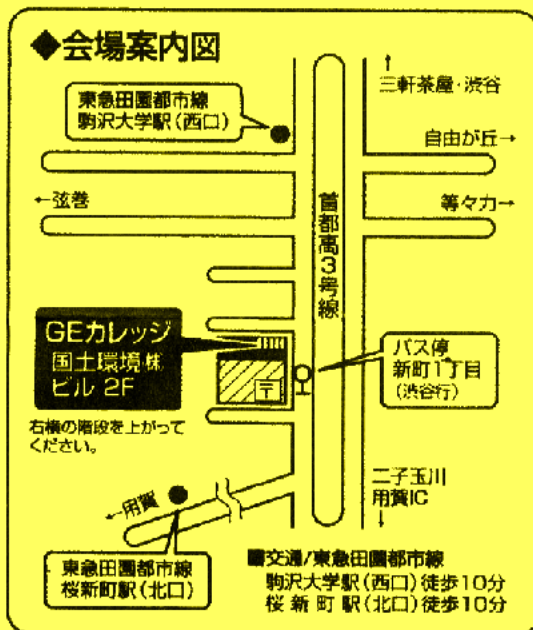 ◆会場案内図
↑
三軒茶屋・渋谷
東急田園都市線
駒沢大学駅(西口)
自由が丘→
←弦巻
等々力→
首都高3号線
GEカレッジ
国土環境㈱
ビル 2F
バス停
新町1丁目
(渋谷行)
〒
右横の階段を上がって
ください。
二子玉川
用賀IC
↓
←用賀
東急田園都市線
桜新町駅(北口)
■交通/東急田園都市線
駒沢大学駅(西口)徒歩10分
桜新町駅(北口)徒歩10分